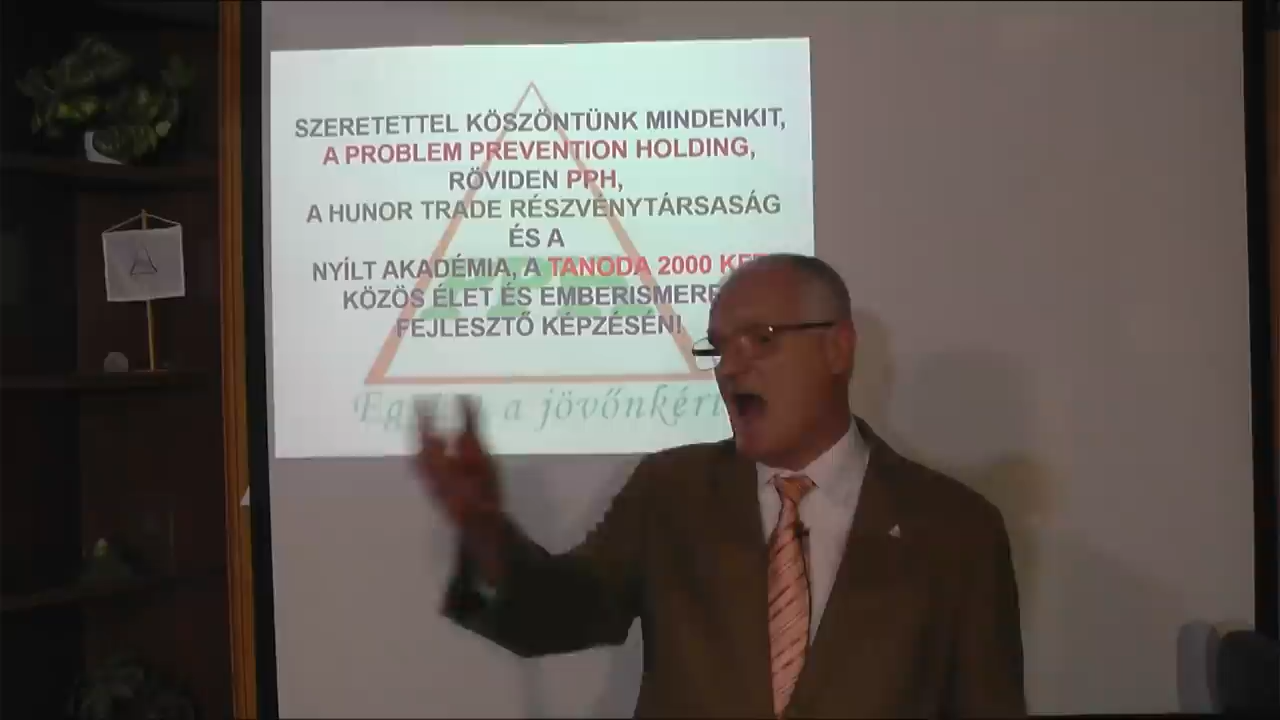 SZERETETTEL KÖSZÖNTÜNK MINDENKIT,
A PROBLEM PREVENTION HOLDING,
RÖVIDEN PPH,
A HUNOR TRADE RÉSZVÉNYTÁRSASÁG
ÉS A
NYÍLT AKADÉMIA, A TANODA 2000
KÖZÖS ÉLET ÉS
FEJLESZTŐ KÉPZÉSÉN!
PPH
a